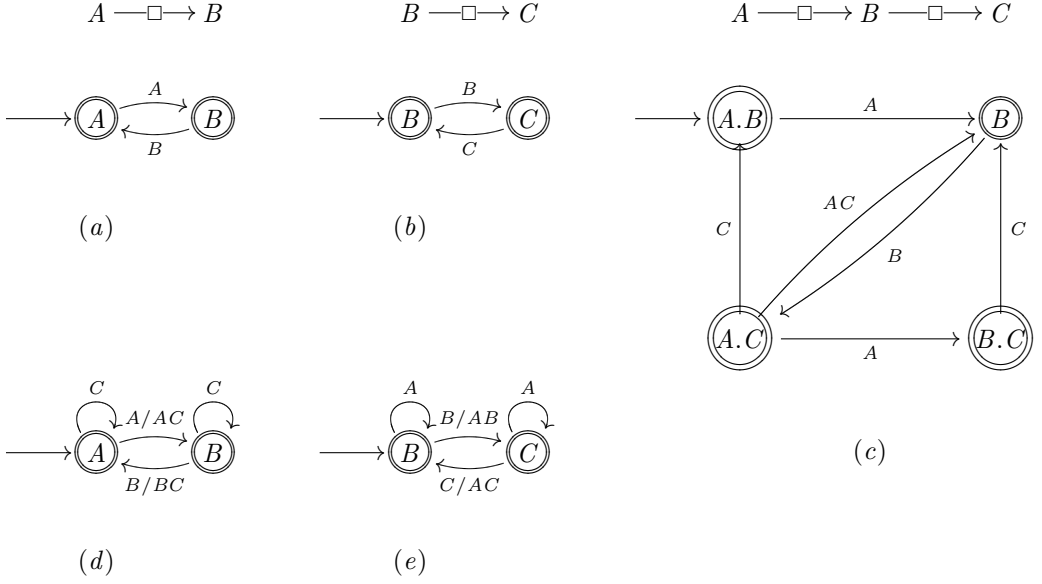 A □ B
B □ C
A □ B □ C
A
A B
B
(a)
B
B C
C
(b)
A.B A B
C AC B C
A.C A B.C
(c)
C C
A/AC
A B
B/BC
(d)
A A
B/AB
B C
C/AC
(e)